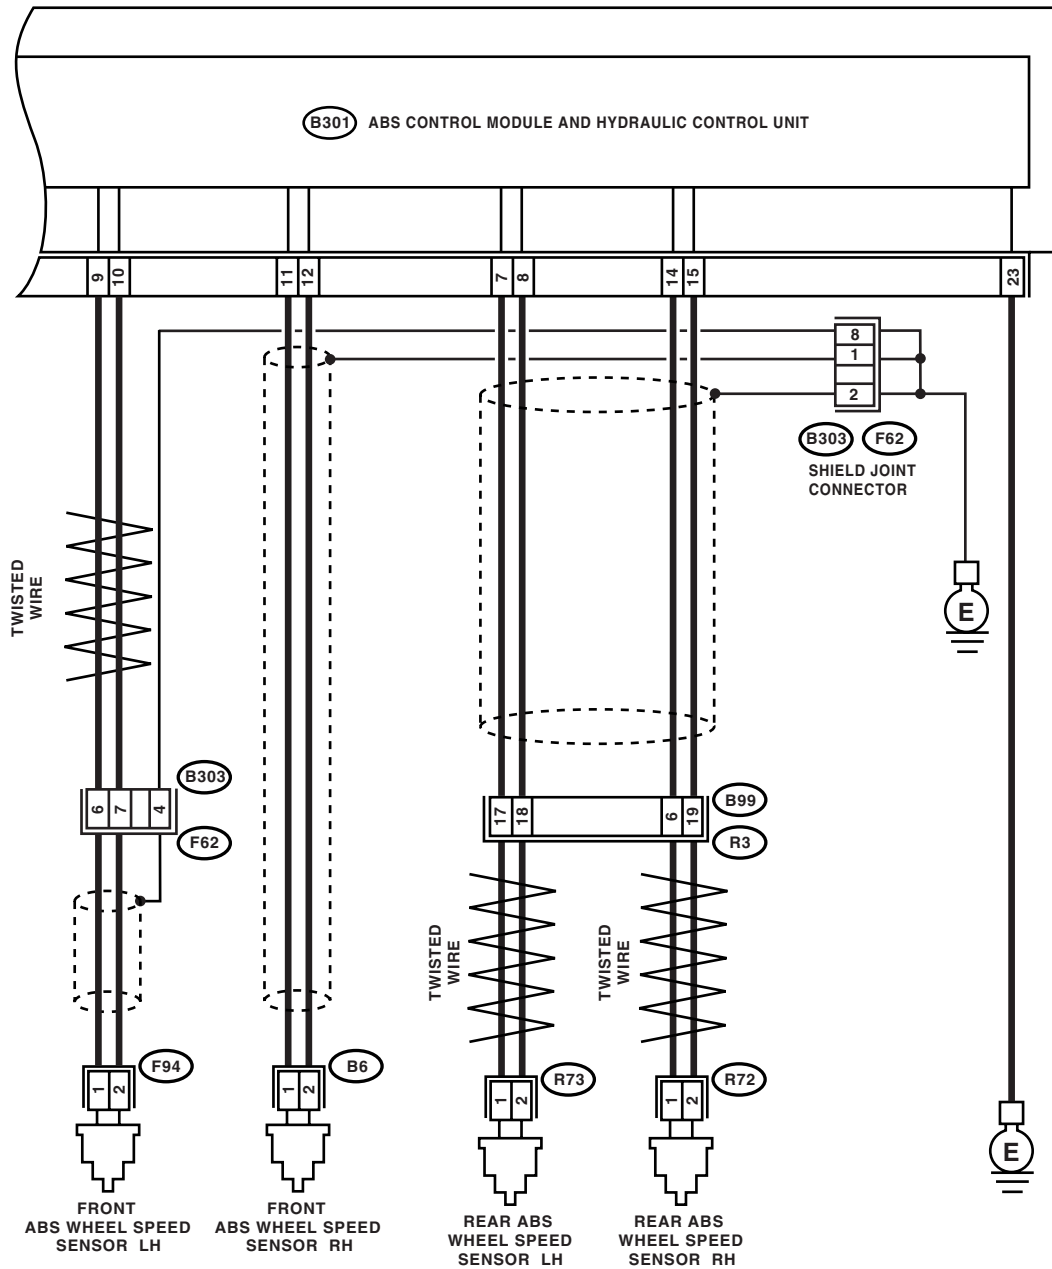 B301 ABS CONTROL MODULE AND HYDRAULIC CONTROL UNIT
9 10 11 12 7 8 14 15 23
8
1
2
B303 F62
SHIELD JOINT
CONNECTOR
TWISTED
WIRE
E
B303
6 7 4
F62
B99
17 18 6 19
R3
TWISTED
WIRE
TWISTED
WIRE
F94
1 2
B6
1 2
R73
1 2
R72
1 2
E
FRONT
ABS WHEEL SPEED
SENSOR LH
FRONT
ABS WHEEL SPEED
SENSOR RH
REAR ABS
WHEEL SPEED
SENSOR LH
REAR ABS
WHEEL SPEED
SENSOR RH